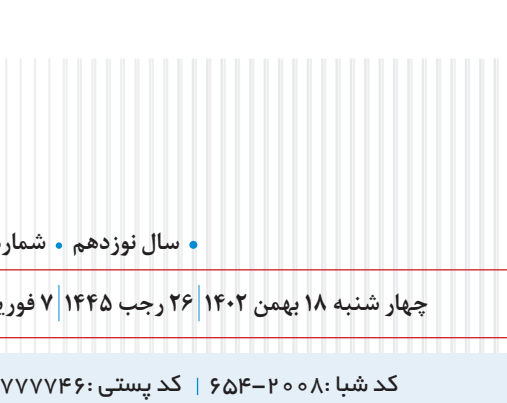 • سال نوزدهم • شمار
چهار شنبه ۱۸ بهمن ۱۴۰۲ | ۲۶ رجب ۱۴۴۵ | ۷ فوری
کد شبا :۲۰۰۸-۶۵۴ | کد پستی :۷۷۷۷۴۶